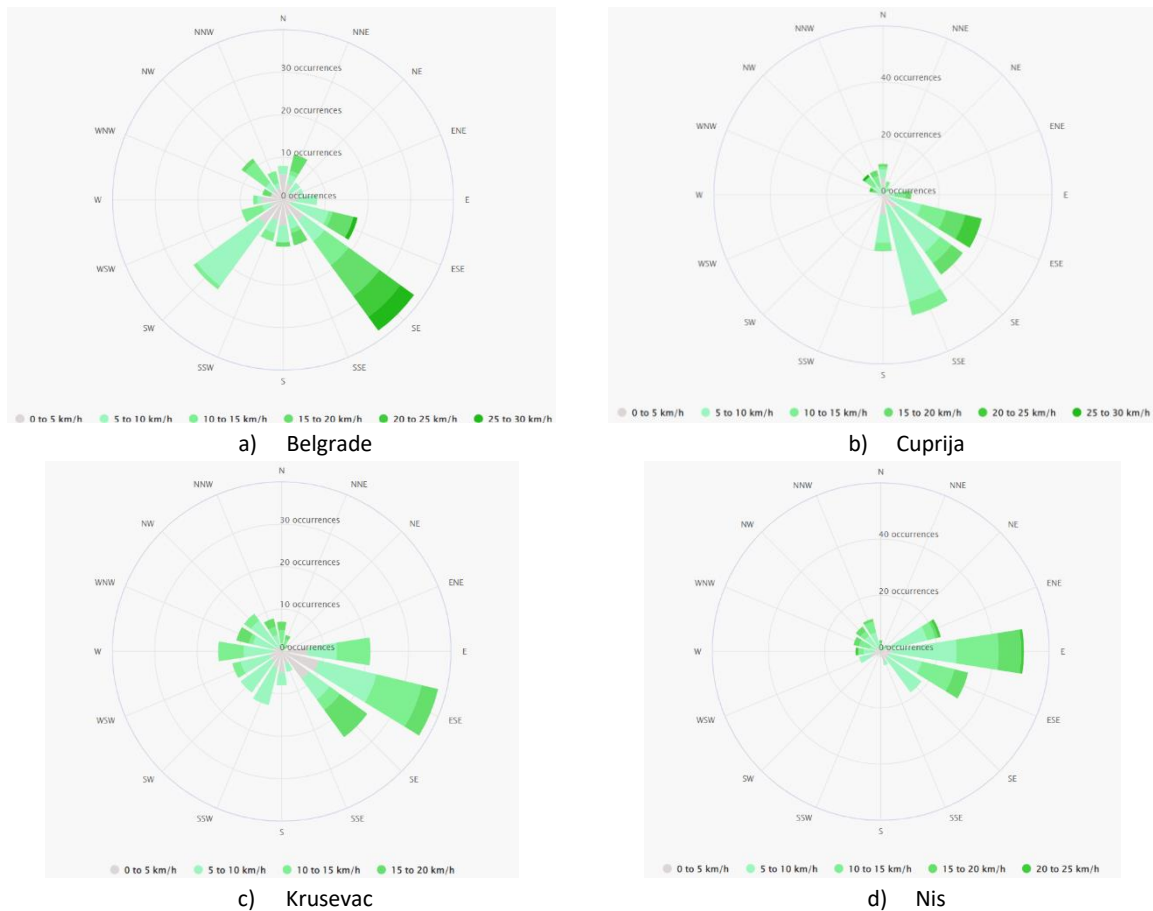 N
NNW
NNE
NW
NE
30 occurrences
20 occurrences
WNW
ENE
10 occurrences
0 occurrences
W
E
WSW
ESE
SW
SE
SSW
SSE
S
0 to 5 km/h 5 to 10 km/h 10 to 15 km/h 15 to 20 km/h 20 to 25 km/h 25 to 30 km/h
a) Belgrade
N
NNW
NNE
NW
NE
40 occurrences
WNW
ENE
20 occurrences
0 occurrences
W
E
WSW
ESE
SW
SE
SSW
SSE
S
0 to 5 km/h 5 to 10 km/h 10 to 15 km/h 15 to 20 km/h 20 to 25 km/h 25 to 30 km/h
b) Cuprija
N
NNW
NNE
NW
NE
30 occurrences
20 occurrences
WNW
ENE
10 occurrences
0 occurrences
W
E
WSW
ESE
SW
SE
SSW
SSE
S
0 to 5 km/h 5 to 10 km/h 10 to 15 km/h 15 to 20 km/h
c) Krusevac
N
NNW
NNE
NW
NE
40 occurrences
WNW
ENE
20 occurrences
0 occurrences
W
E
WSW
ESE
SW
SE
SSW
SSE
S
0 to 5 km/h 5 to 10 km/h 10 to 15 km/h 15 to 20 km/h 20 to 25 km/h
d) Nis